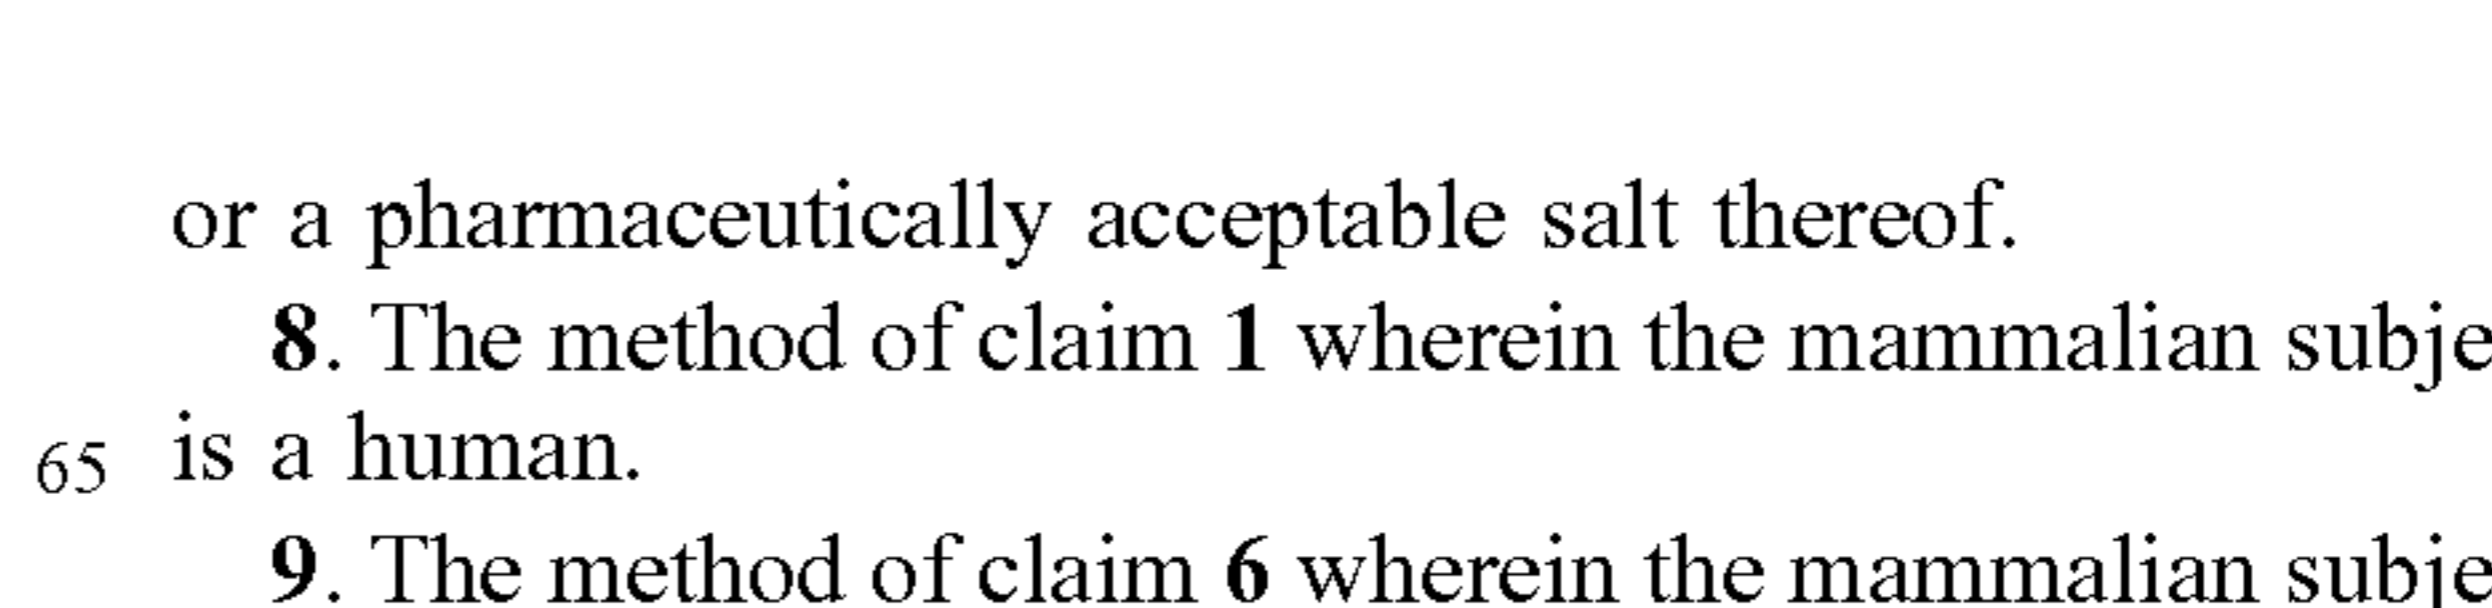 or a pharmaceutically acceptable salt thereof.
8. The method of claim 1 wherein the mammalian subje
65 is a human.
9. The method of claim 6 wherein the mammalian subje